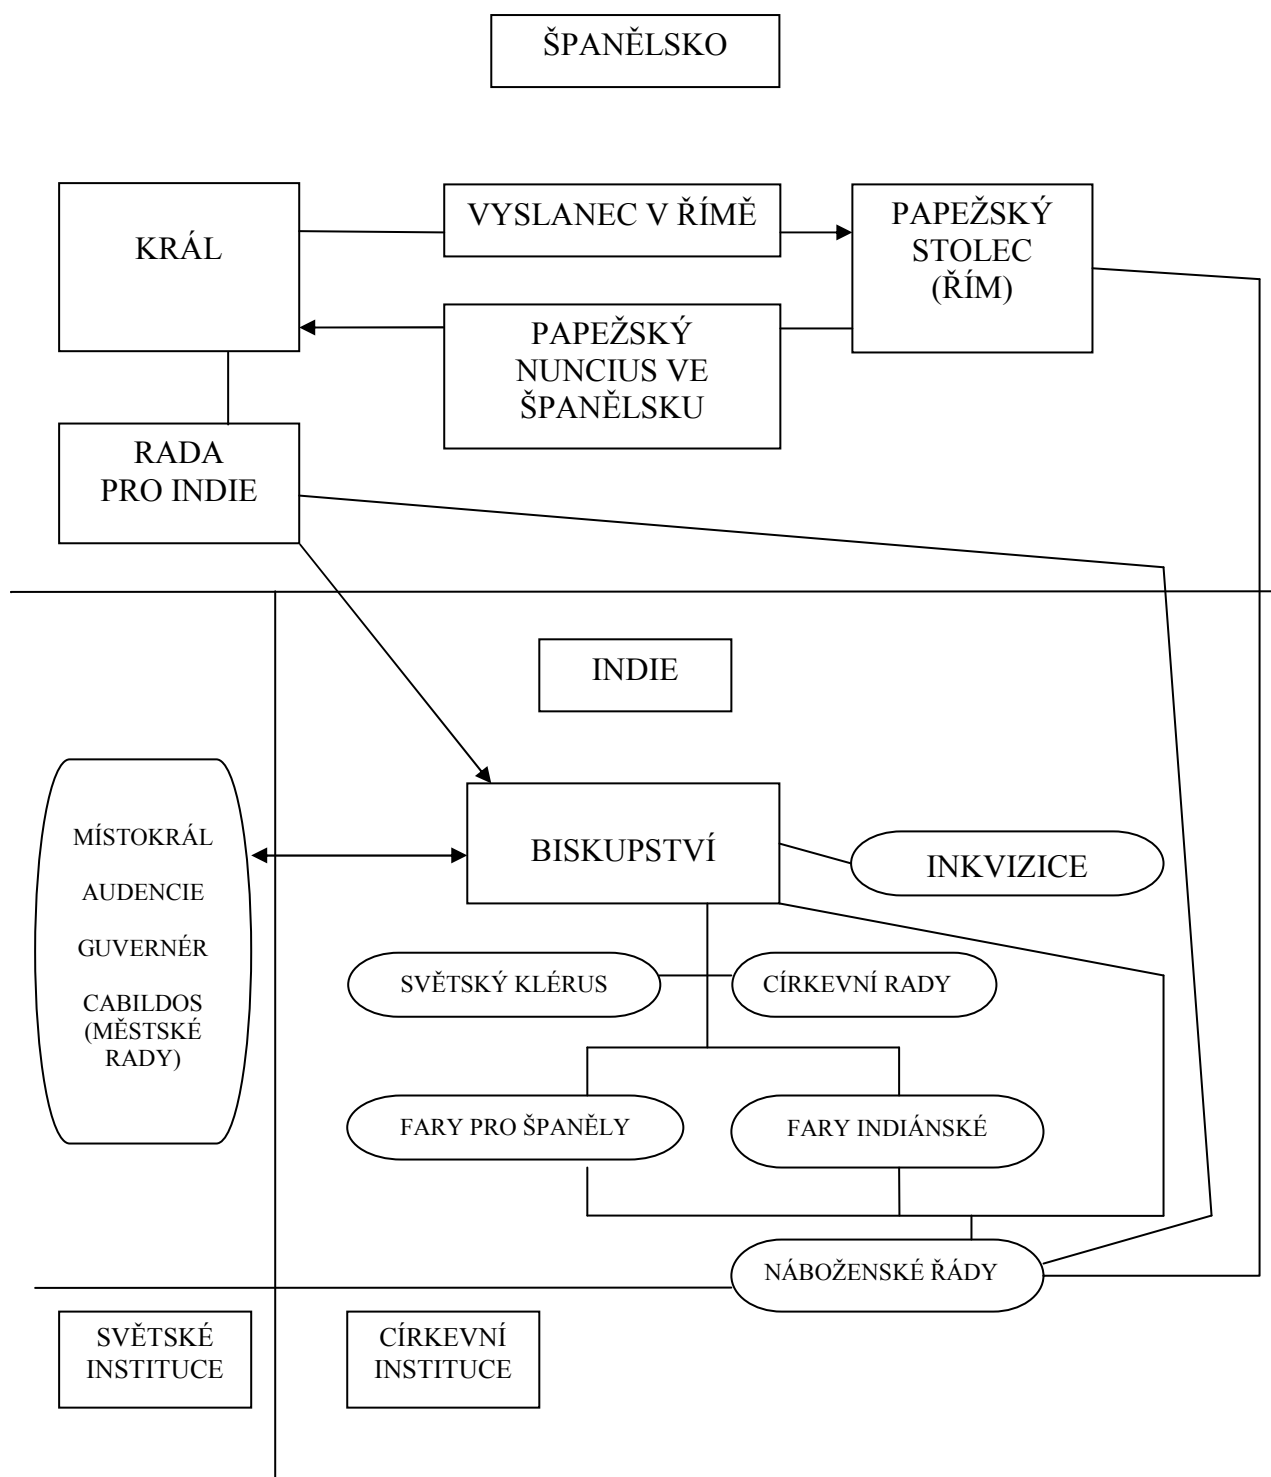 ŠPANĚLSKO
KRÁL
VYSLANEC V ŘÍMĚ
PAPEŽSKÝ
STOLEC
(ŘÍM)
PAPEŽSKÝ
NUNCIUS VE
ŠPANĚLSKU
RADA
PRO INDIE
INDIE
MÍSTOKRÁL
AUDENCIE
GUVERNÉR
CABILDOS
(MĚSTSKÉ
RADY)
BISKUPSTVÍ
INKVIZICE
SVĚTSKÝ KLÉRUS
CÍRKEVNÍ RADY
FARY PRO ŠPANĚLY
FARY INDIÁNSKÉ
NÁBOŽENSKÉ ŘÁDY
SVĚTSKÉ
INSTITUCE
CÍRKEVNÍ
INSTITUCE